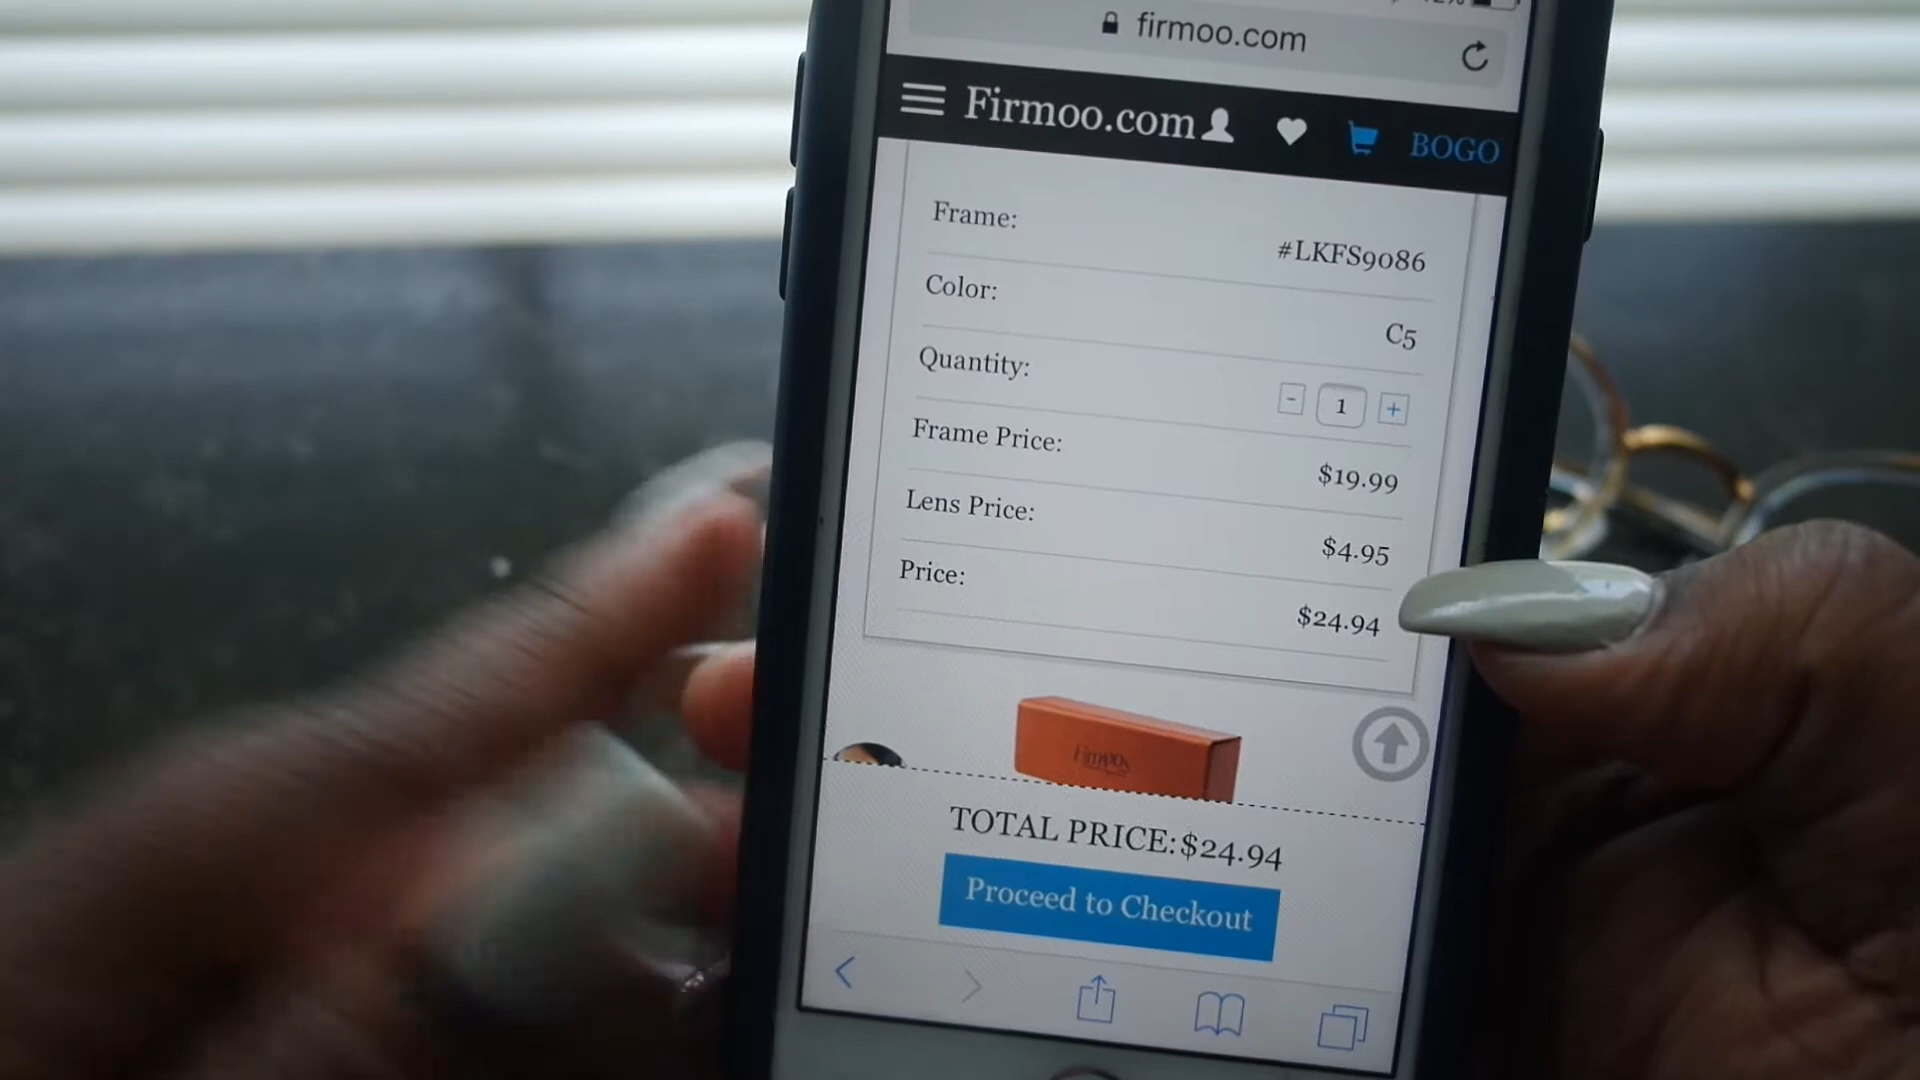 firmoo.com
Firmoo.com BOGO
Frame:
#LKFS9086
Color:
C5
Quantity:
- 1 +
Frame Price:
$19.99
Lens Price:
$4.95
Price:
$24.94
Firmoo
TOTAL PRICE:$24.94
Proceed to Checkout